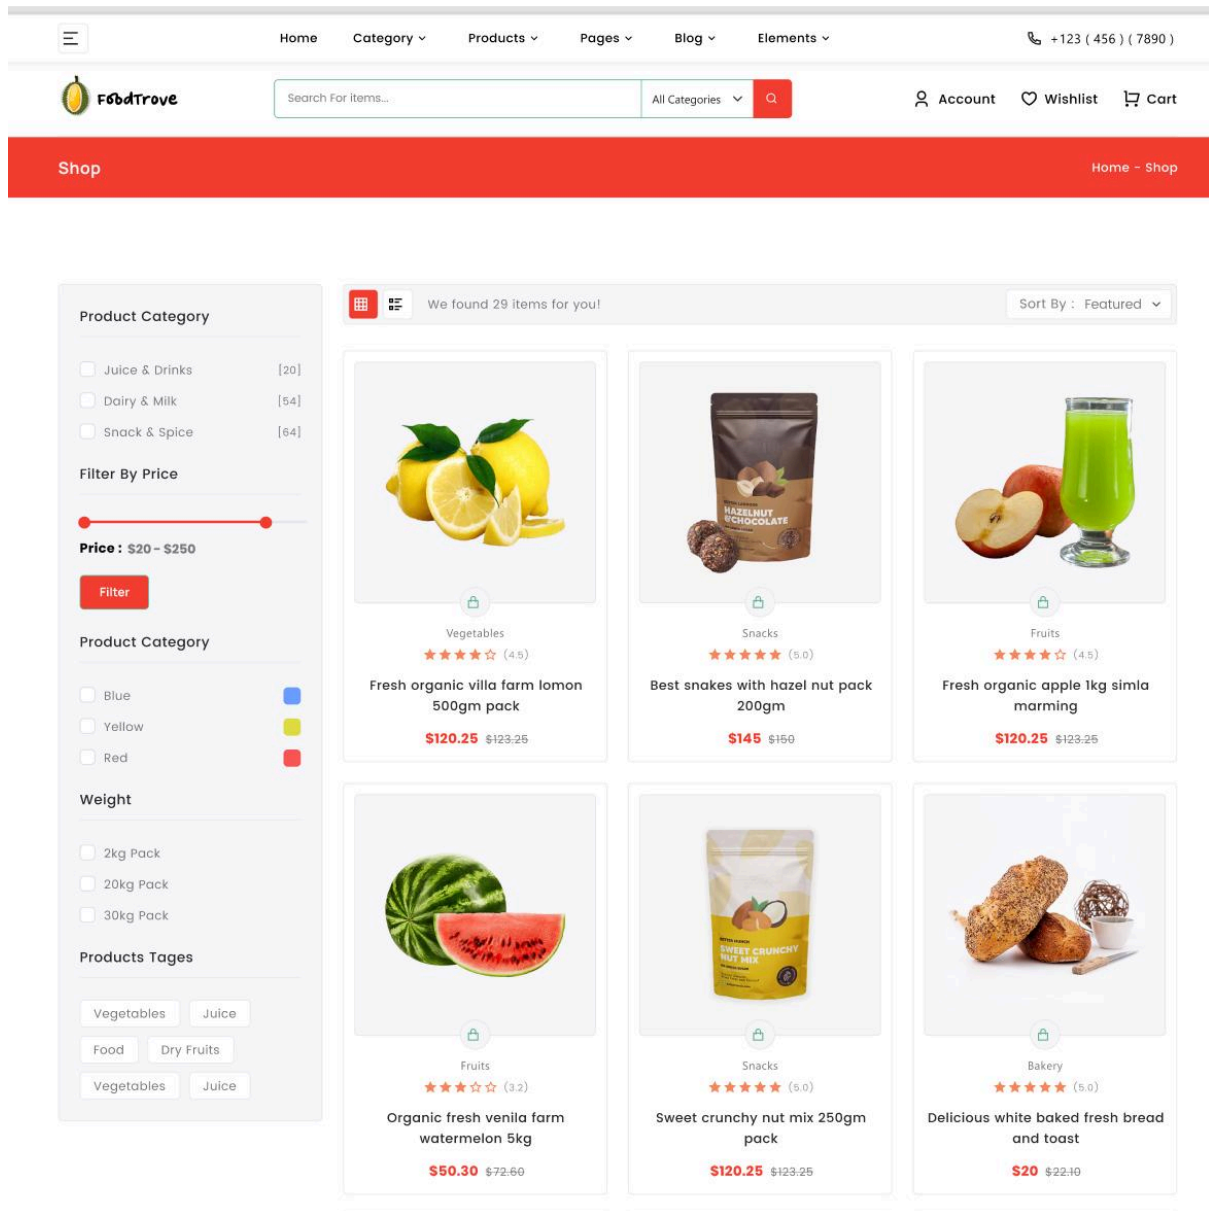 Home Category Products Pages Blog Elements +123 ( 456 ) ( 7890 )
FoodTrove Search For items... All Categories Account Wishlist Cart
Shop Home - Shop
Product Category
Juice & Drinks [20]
Dairy & Milk [54]
Snack & Spice [64]
Filter By Price
Price : $20 - $250
Filter
Product Category
Blue
Yellow
Red
Weight
2kg Pack
20kg Pack
30kg Pack
Products Tages
Vegetables Juice
Food Dry Fruits
Vegetables Juice
We found 29 items for you! Sort By : Featured
HAZELNUT
&CHOCOLATE
Vegetables
(4.5)
Fresh organic villa farm lomon
500gm pack
$120.25 $123.25
Snacks
(5.0)
Best snakes with hazel nut pack
200gm
$145 $150
Fruits
(4.5)
Fresh organic apple 1kg simla
marming
$120.25 $123.25
SWEET CRUNCHY
NUT MIX
Fruits
(3.2)
Organic fresh venila farm
watermelon 5kg
$50.30 $72.60
Snacks
(5.0)
Sweet crunchy nut mix 250gm
pack
$120.25 $123.25
Bakery
(5.0)
Delicious white baked fresh bread
and toast
$20 $22.10